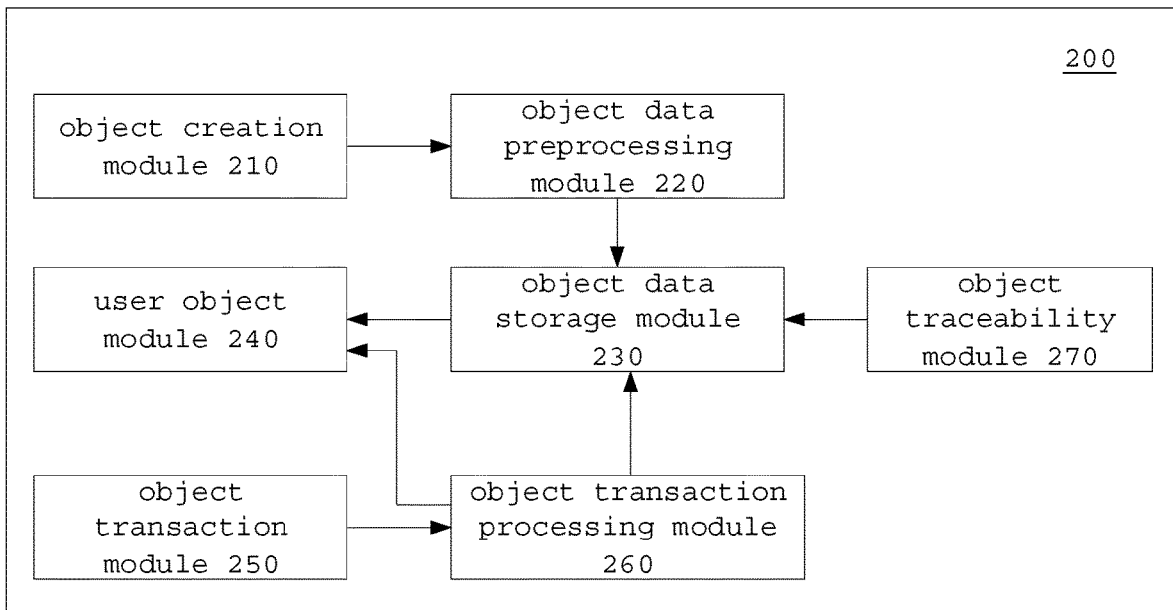 200
object creation
module 210
object data
preprocessing
module 220
user object
module 240
object data
storage module
230
object
traceability
module 270
object
transaction
module 250
object transaction
processing module
260